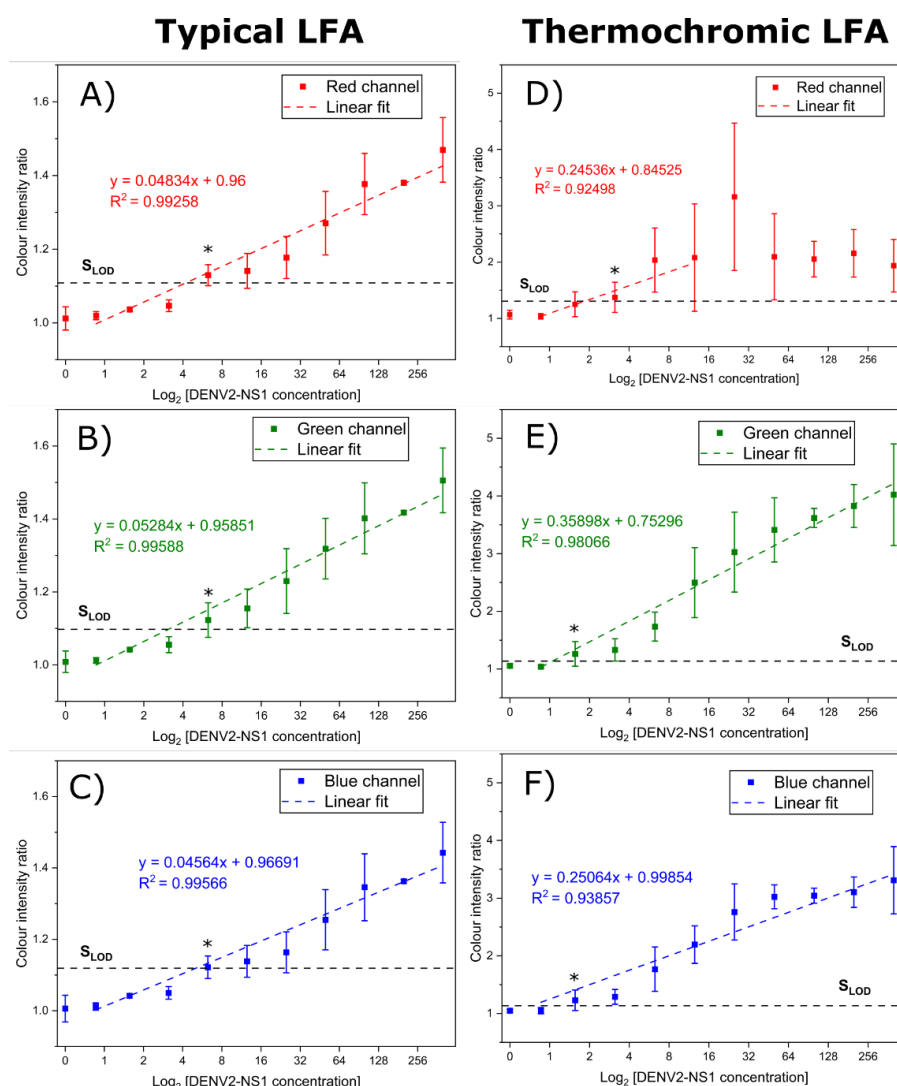 Typical LFA
Thermochromic LFA
A)
Red channel
Linear fit
y = 0.04834x + 0.96
R² = 0.99258
S_LOD
*
Colour intensity ratio
1.6
1.4
1.2
1.0
0 1 2 4 8 16 32 64 128 256
Log₂ [DENV2-NS1 concentration]
D)
Red channel
Linear fit
y = 0.24536x + 0.84525
R² = 0.92498
S_LOD
*
Colour intensity ratio
5
4
3
2
1
0 1 2 4 8 16 32 64 128 256
Log₂ [DENV2-NS1 concentration]
B)
Green channel
Linear fit
y = 0.05284x + 0.95851
R² = 0.99588
S_LOD
*
Colour intensity ratio
1.6
1.4
1.2
1.0
0 1 2 4 8 16 32 64 128 256
Log₂ [DENV2-NS1 concentration]
E)
Green channel
Linear fit
y = 0.35898x + 0.75296
R² = 0.98066
S_LOD
*
Colour intensity ratio
5
4
3
2
1
0 1 2 4 8 16 32 64 128 256
Log₂ [DENV2-NS1 concentration]
C)
Blue channel
Linear fit
y = 0.04564x + 0.96691
R² = 0.99566
S_LOD
*
Colour intensity ratio
1.6
1.4
1.2
1.0
0 1 2 4 8 16 32 64 128 256
Log₂ [DENV2-NS1 concentration]
F)
Blue channel
Linear fit
y = 0.25064x + 0.99854
R² = 0.93857
S_LOD
*
Colour intensity ratio
5
4
3
2
1
0 1 2 4 8 16 32 64 128 256
Log₂ [DENV2-NS1 concentration]